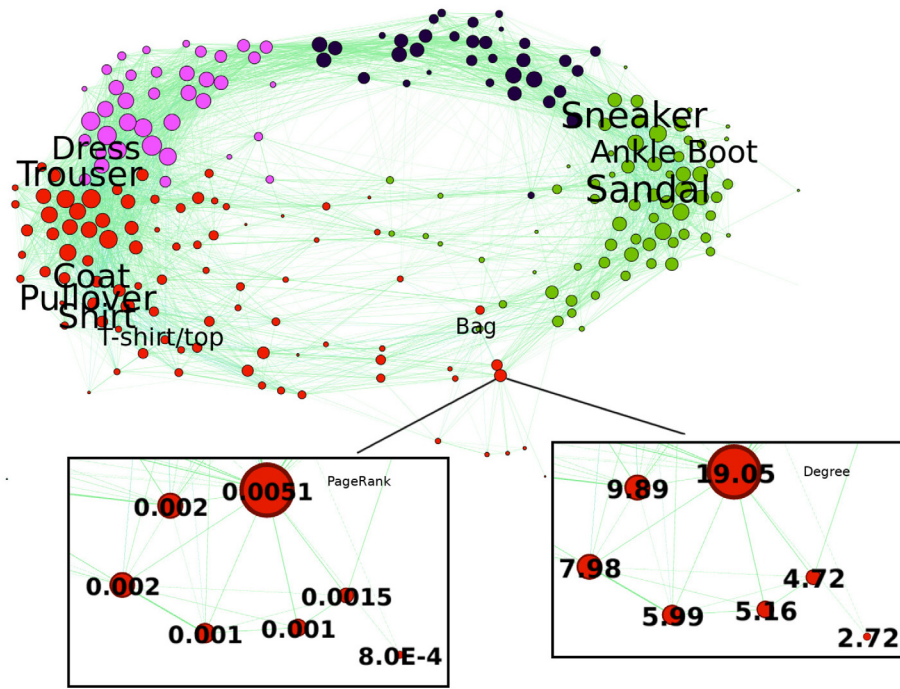 Sneaker
Dress
Ankle Boot
Trouser
Sandal
Coat
Pullover
Shirt
T-shirt/top
Bag
PageRank
0.0051
0.002
0.002
0.0015
0.001
0.001
8.0E-4
Degree
19.05
9.89
7.98
4.72
5.99
5.16
2.72